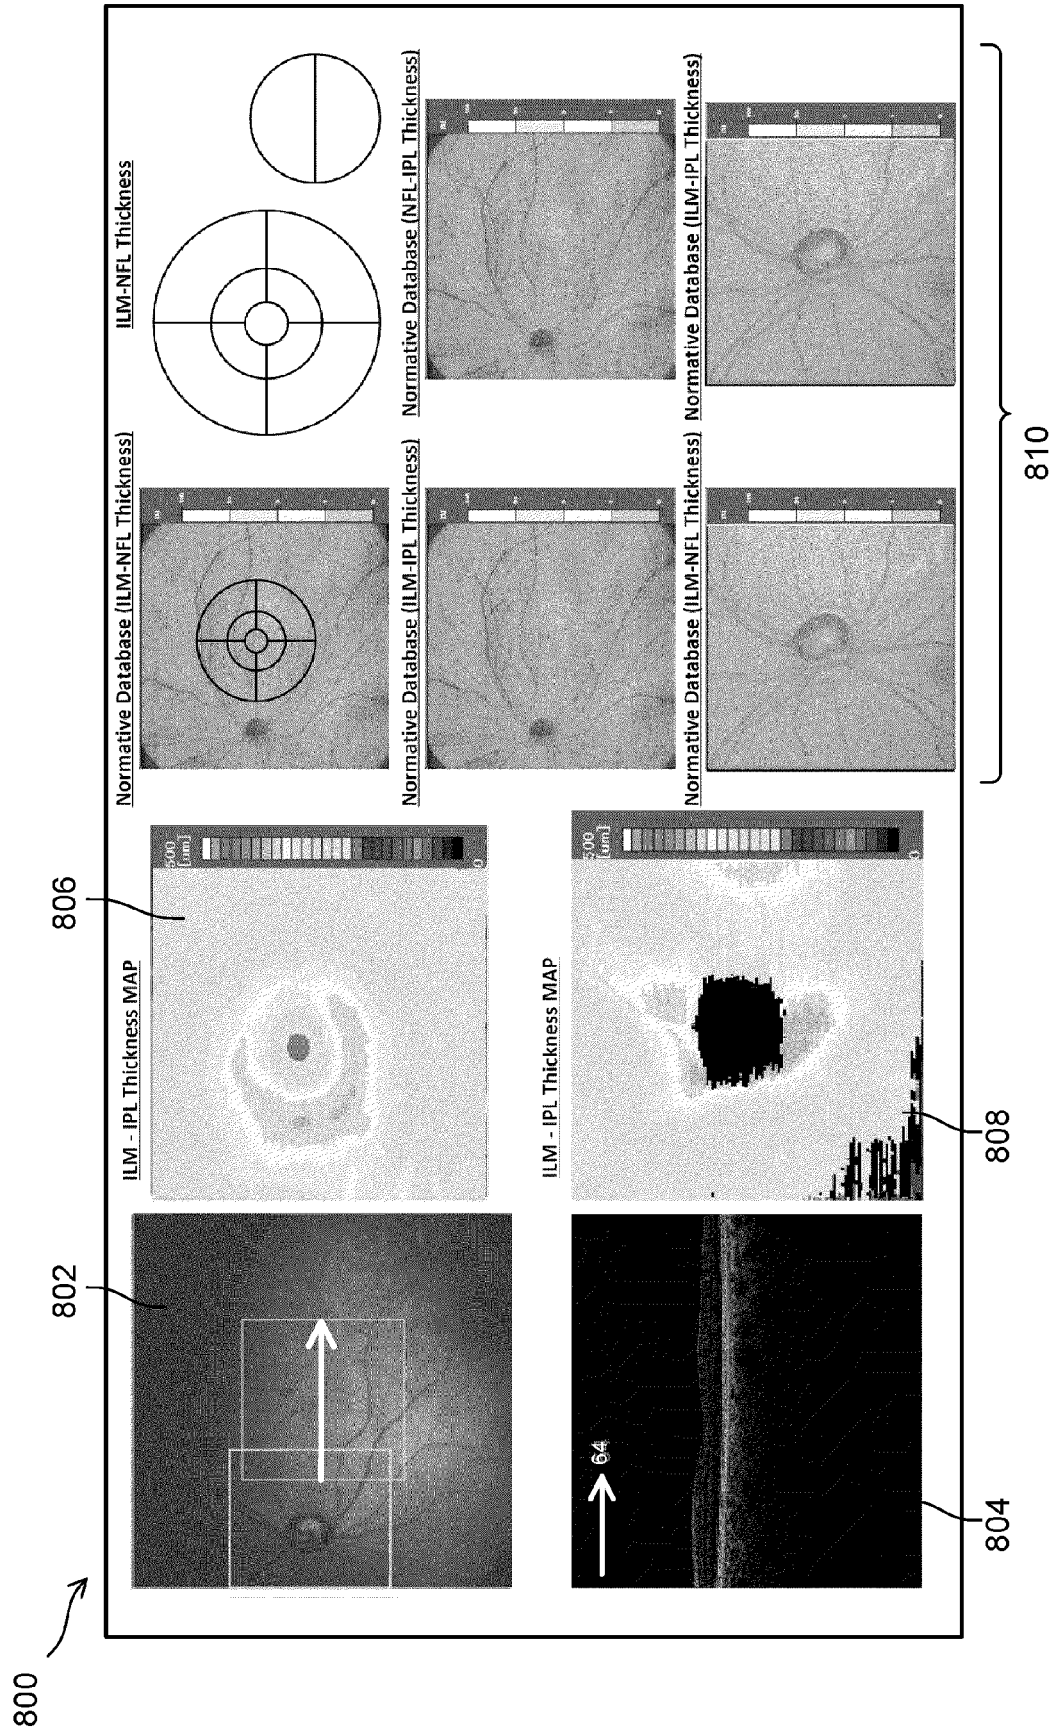 800
802
804
64
ILM - IPL Thickness MAP
806
500
[um]
0
ILM - IPL Thickness MAP
808
500
[um]
0
Normative Database (ILM-NFL Thickness)
ILM-NFL Thickness
Normative Database (ILM-IPL Thickness)
Normative Database (NFL-IPL Thickness)
Normative Database (ILM-NFL Thickness)
Normative Database (ILM-IPL Thickness)
810